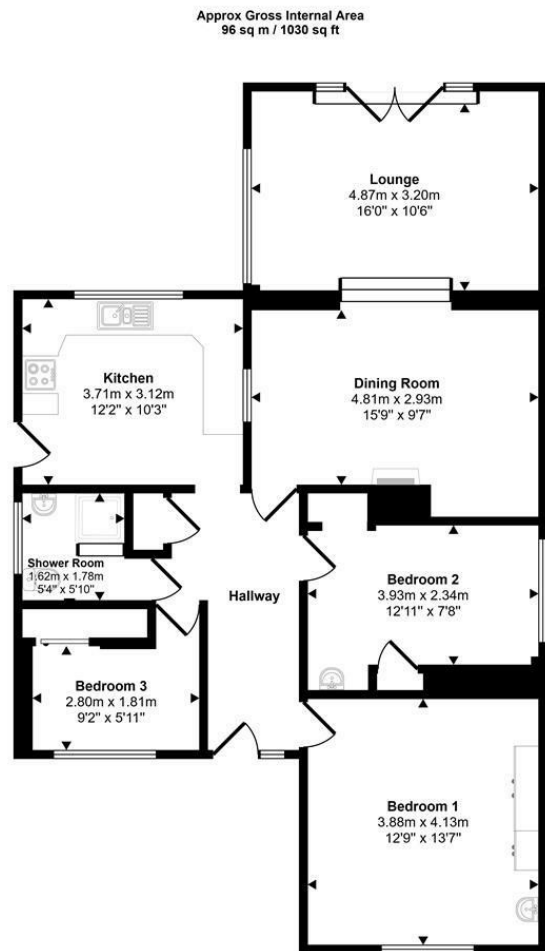 Approx Gross Internal Area
96 sq m / 1030 sq ft
Lounge
4.87m x 3.20m
16'0" x 10'6"
Kitchen
3.71m x 3.12m
12'2" x 10'3"
Dining Room
4.81m x 2.93m
15'9" x 9'7"
Shower Room
1.62m x 1.78m
5'4" x 5'10"
Hallway
Bedroom 2
3.93m x 2.34m
12'11" x 7'8"
Bedroom 3
2.80m x 1.81m
9'2" x 5'11"
Bedroom 1
3.88m x 4.13m
12'9" x 13'7"